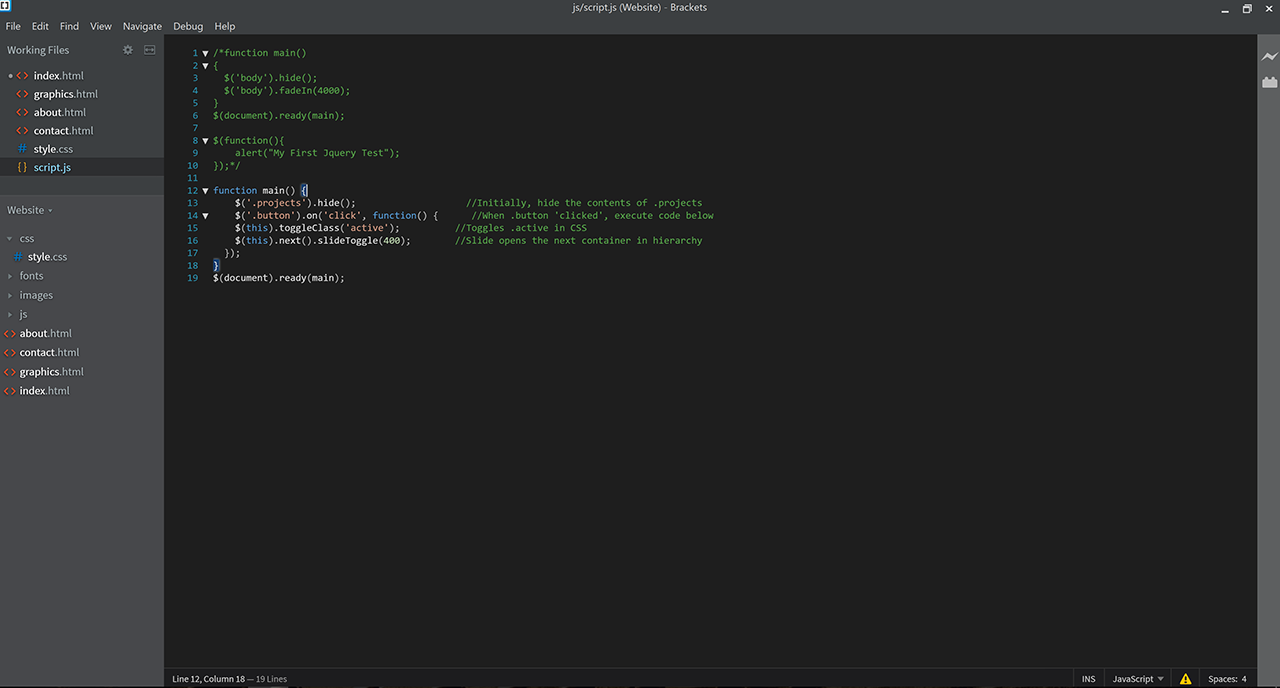 js/script.js (Website) - Brackets
File Edit Find View Navigate Debug Help
Working Files
index.html
graphics.html
about.html
contact.html
# style.css
{} script.js
Website
css
# style.css
fonts
images
js
about.html
contact.html
graphics.html
index.html
1 /*function main()
2 {
3 $('body').hide();
4 $('body').fadeIn(4000);
5 }
6 $(document).ready(main);
7
8 $(function(){
9 alert("My First Jquery Test");
10 });*/
11
12 function main() {
13 $('.projects').hide(); //Initially, hide the contents of .projects
14 $('.button').on('click', function() { //When .button 'clicked', execute code below
15 $(this).toggleClass('active'); //Toggles .active in CSS
16 $(this).next().slideToggle(400); //Slide opens the next container in hierarchy
17 });
18 }
19 $(document).ready(main);
Line 12, Column 18 — 19 Lines INS JavaScript Spaces: 4